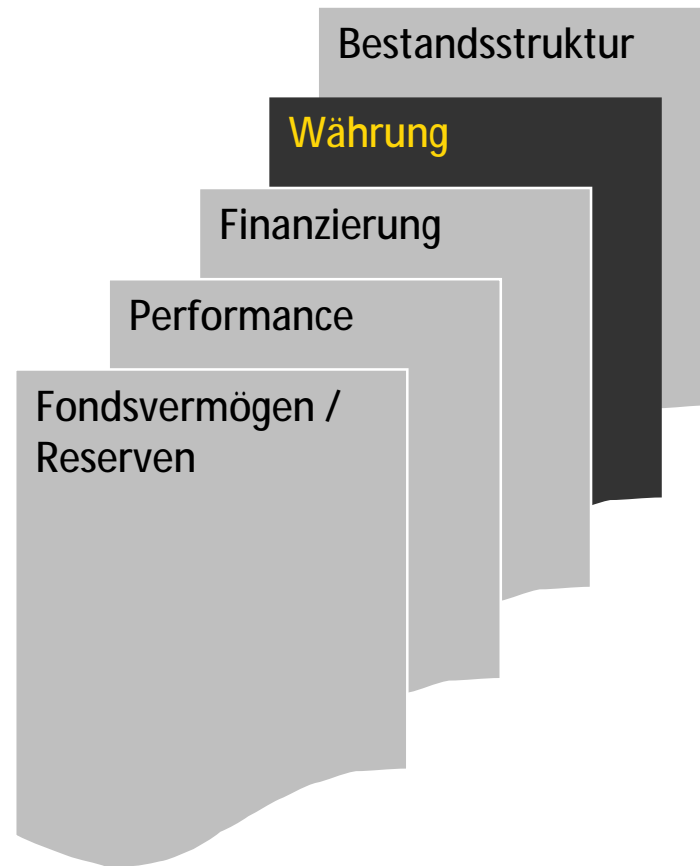 Bestandsstruktur
Währung
Finanzierung
Performance
Fondsvermögen /
Reserven